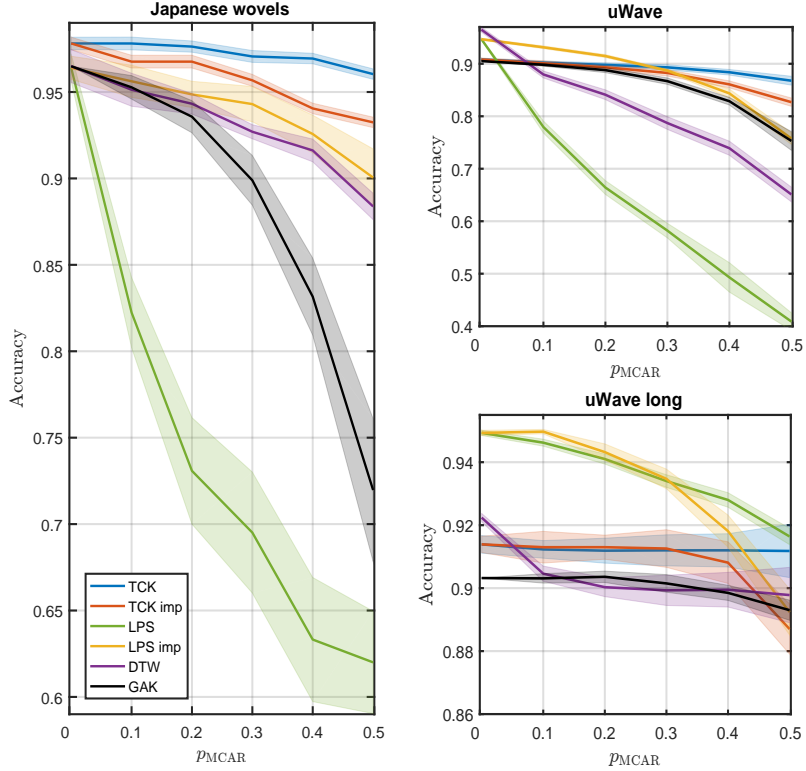 Japanese wovels
Accuracy
0.95
0.9
0.85
0.8
0.75
0.7
0.65
0.6
TCK
TCK imp
LPS
LPS imp
DTW
GAK
0 0.1 0.2 0.3 0.4 0.5
pMCAR
uWave
Accuracy
0.9
0.8
0.7
0.6
0.5
0.4
0 0.1 0.2 0.3 0.4 0.5
pMCAR
uWave long
Accuracy
0.94
0.92
0.9
0.88
0.86
0 0.1 0.2 0.3 0.4 0.5
pMCAR